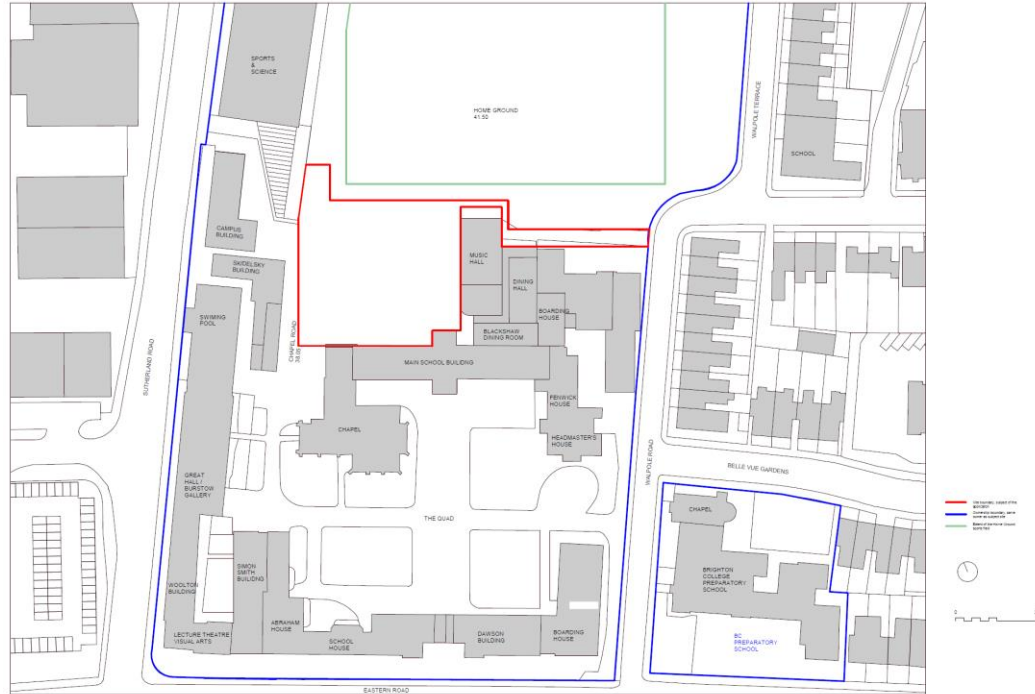 SPORTS
&
SCIENCE
HOME GROUND
41.50
WALPOLE TERRACE
SCHOOL
CAMPUS
BUILDING
SKIDELSKY
BUILDING
MUSIC
HALL
DINING
HALL
SWIMING
POOL
BOARDING
HOUSE
BLACKSHAW
DINING ROOM
CHAPEL ROAD
MAIN SCHOOL BUILDING
SUTHERLAND ROAD
FENWICK
HOUSE
CHAPEL
HEADMASTER'S
HOUSE
WALPOLE ROAD
BELLE VUE GARDENS
GREAT
HALL /
BURSTOW
GALLERY
THE QUAD
CHAPEL
SIMON
SMITH
BUILDING
BRIGHTON
COLLEGE
PREPARATORY
SCHOOL
WOOLTON
BUILDING
ABRAHAM
HOUSE
LECTURE THEATRE
VISUAL ARTS
SCHOOL
HOUSE
DAWSON
BUILDING
BOARDING
HOUSE
BC
PREPARATORY
SCHOOL
EASTERN ROAD
0